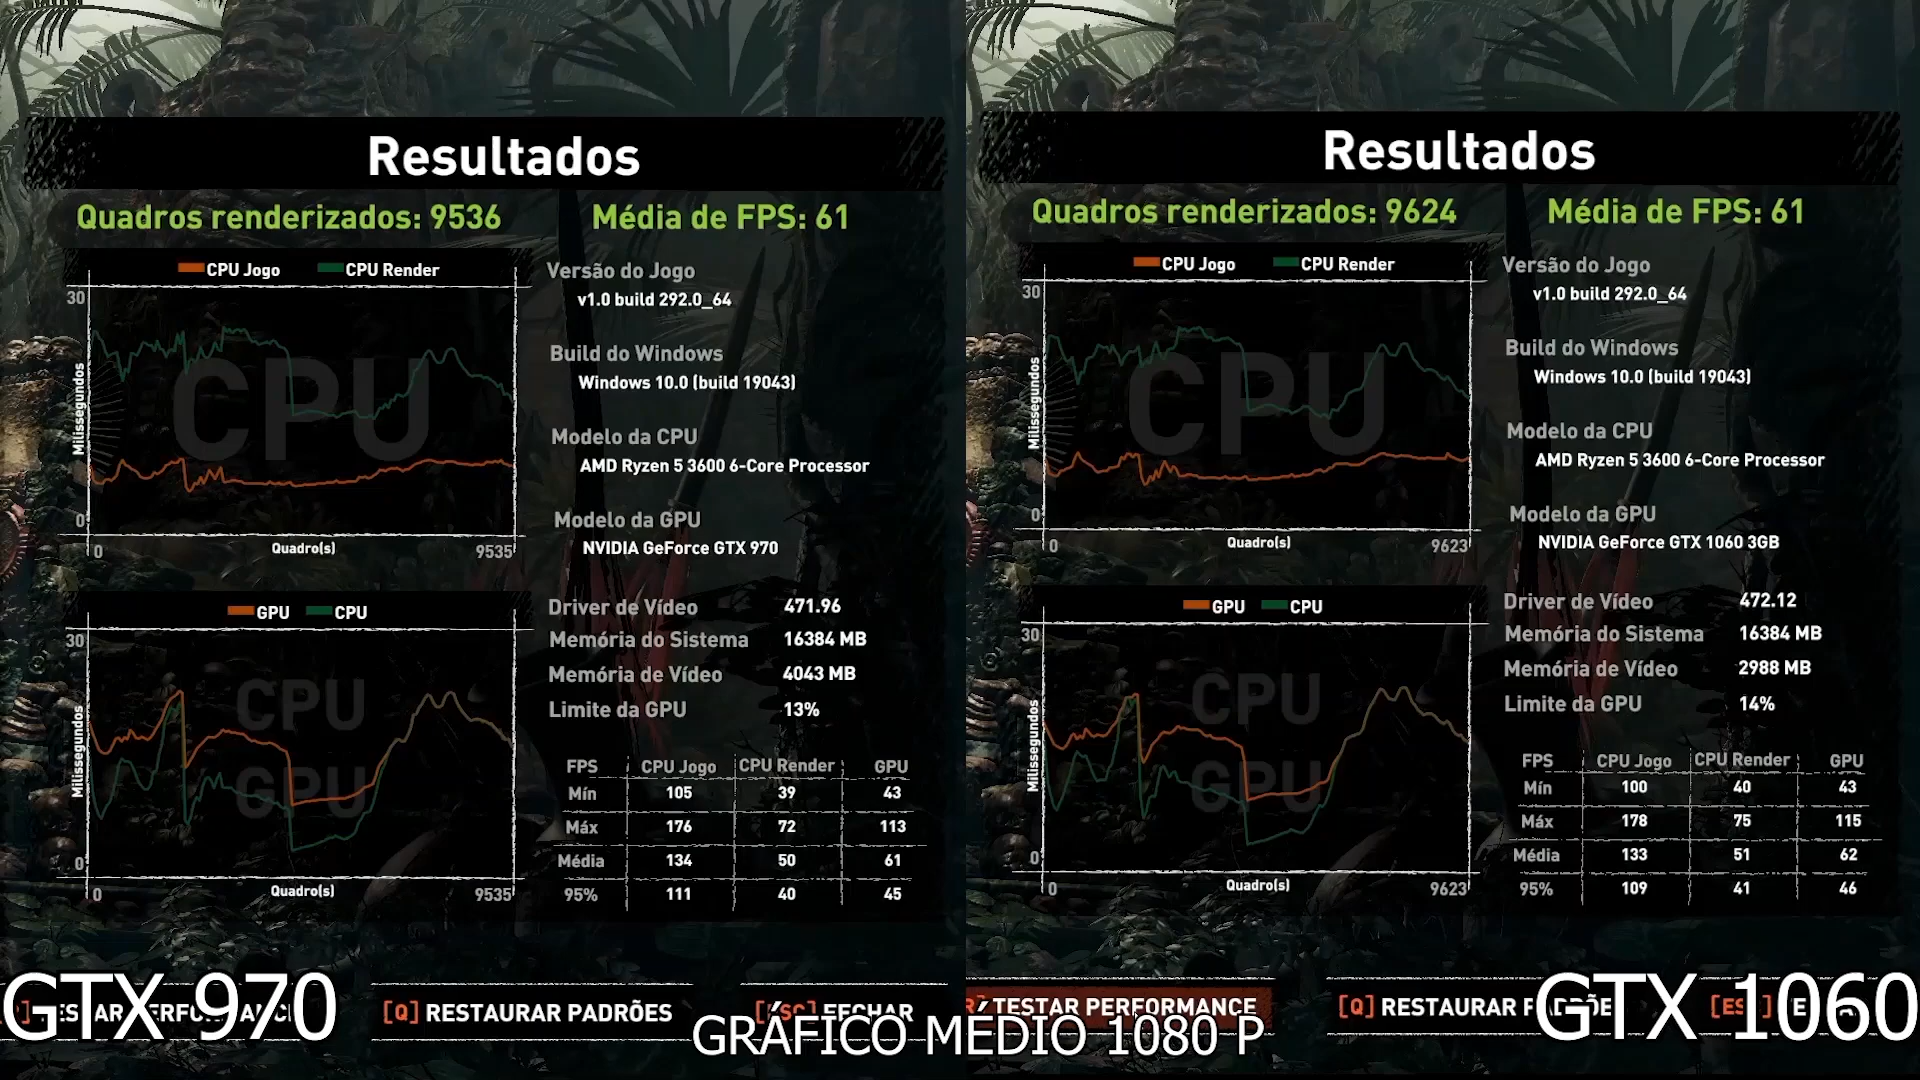 Resultados
Quadros renderizados: 9536
Média de FPS: 61
CPU Jogo
CPU Render
30
CPU
Milissegundos
0
0
Quadro(s)
9535
GPU
CPU
30
CPU
GPU
Milissegundos
0
0
Quadro(s)
9535
Versão do Jogo
v1.0 build 292.0_64
Build do Windows
Windows 10.0 (build 19043)
Modelo da CPU
AMD Ryzen 5 3600 6-Core Processor
Modelo da GPU
NVIDIA GeForce GTX 970
Driver de Vídeo 471.96
Memória do Sistema 16384 MB
Memória de Vídeo 4043 MB
Limite da GPU 13%
FPS CPU Jogo CPU Render GPU
Mín 105 39 43
Máx 176 72 113
Média 134 50 61
95% 111 40 45
GTX 970
[Q] RESTAURAR PADRÕES
FECHAR
Resultados
Quadros renderizados: 9624
Média de FPS: 61
CPU Jogo
CPU Render
30
CPU
Milissegundos
0
0
Quadro(s)
9623
GPU
CPU
30
CPU
GPU
Milissegundos
0
0
Quadro(s)
9623
Versão do Jogo
v1.0 build 292.0_64
Build do Windows
Windows 10.0 (build 19043)
Modelo da CPU
AMD Ryzen 5 3600 6-Core Processor
Modelo da GPU
NVIDIA GeForce GTX 1060 3GB
Driver de Vídeo 472.12
Memória do Sistema 16384 MB
Memória de Vídeo 2988 MB
Limite da GPU 14%
FPS CPU Jogo CPU Render GPU
Mín 100 40 43
Máx 178 75 115
Média 133 51 62
95% 109 41 46
TESTAR PERFORMANCE
[Q] RESTAURAR
GTX 1060
GRÁFICO MÉDIO 1080 P